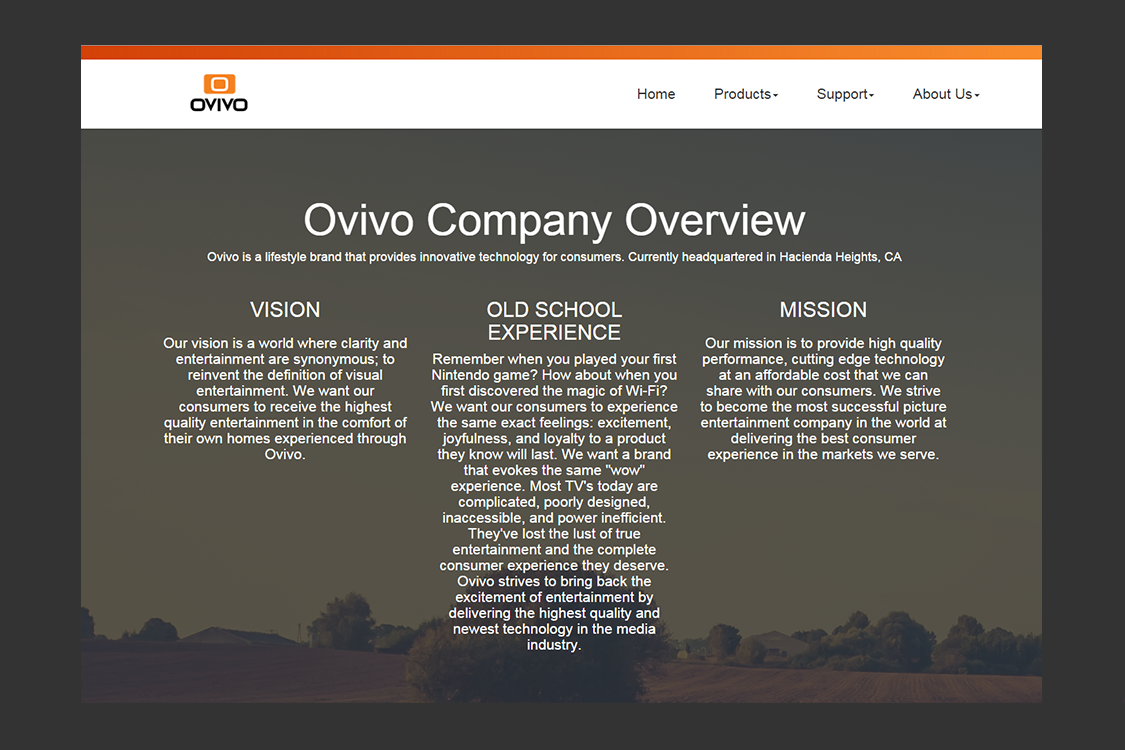 OVIVO
Home
Products
Support
About Us
Ovivo Company Overview
Ovivo is a lifestyle brand that provides innovative technology for consumers. Currently headquartered in Hacienda Heights, CA
VISION
Our vision is a world where clarity and
entertainment are synonymous; to
reinvent the definition of visual
entertainment. We want our
consumers to receive the highest
quality entertainment in the comfort of
their own homes experienced through
Ovivo.
OLD SCHOOL
EXPERIENCE
Remember when you played your first
Nintendo game? How about when you
first discovered the magic of Wi-Fi?
We want our consumers to experience
the same exact feelings: excitement,
joyfulness, and loyalty to a product
they know will last. We want a brand
that evokes the same "wow"
experience. Most TV's today are
complicated, poorly designed,
inaccessible, and power inefficient.
They've lost the lust of true
entertainment and the complete
consumer experience they deserve.
Ovivo strives to bring back the
excitement of entertainment by
delivering the highest quality and
newest technology in the media
industry.
MISSION
Our mission is to provide high quality
performance, cutting edge technology
at an affordable cost that we can
share with our consumers. We strive
to become the most successful picture
entertainment company in the world at
delivering the best consumer
experience in the markets we serve.